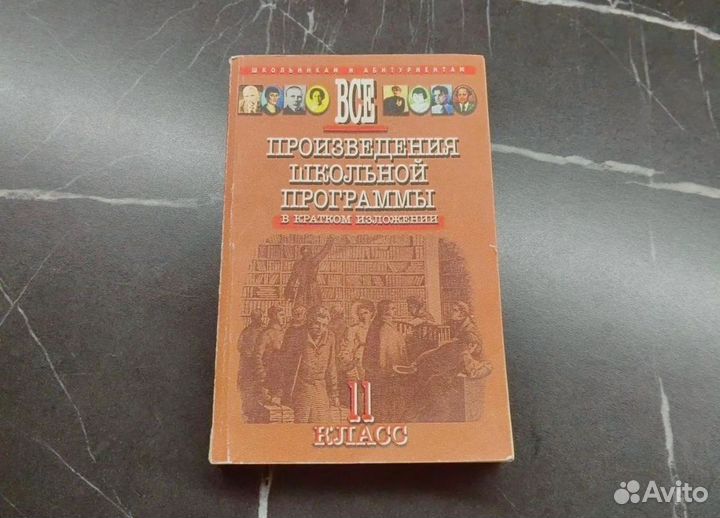 ШКОЛЬНИКАМ И АБИТУРИЕНТАМ
ВСЕ
ПРОИЗВЕДЕНИЯ
ШКОЛЬНОЙ
ПРОГРАММЫ
В КРАТКОМ ИЗЛОЖЕНИИ
11
КЛАСС
Avito